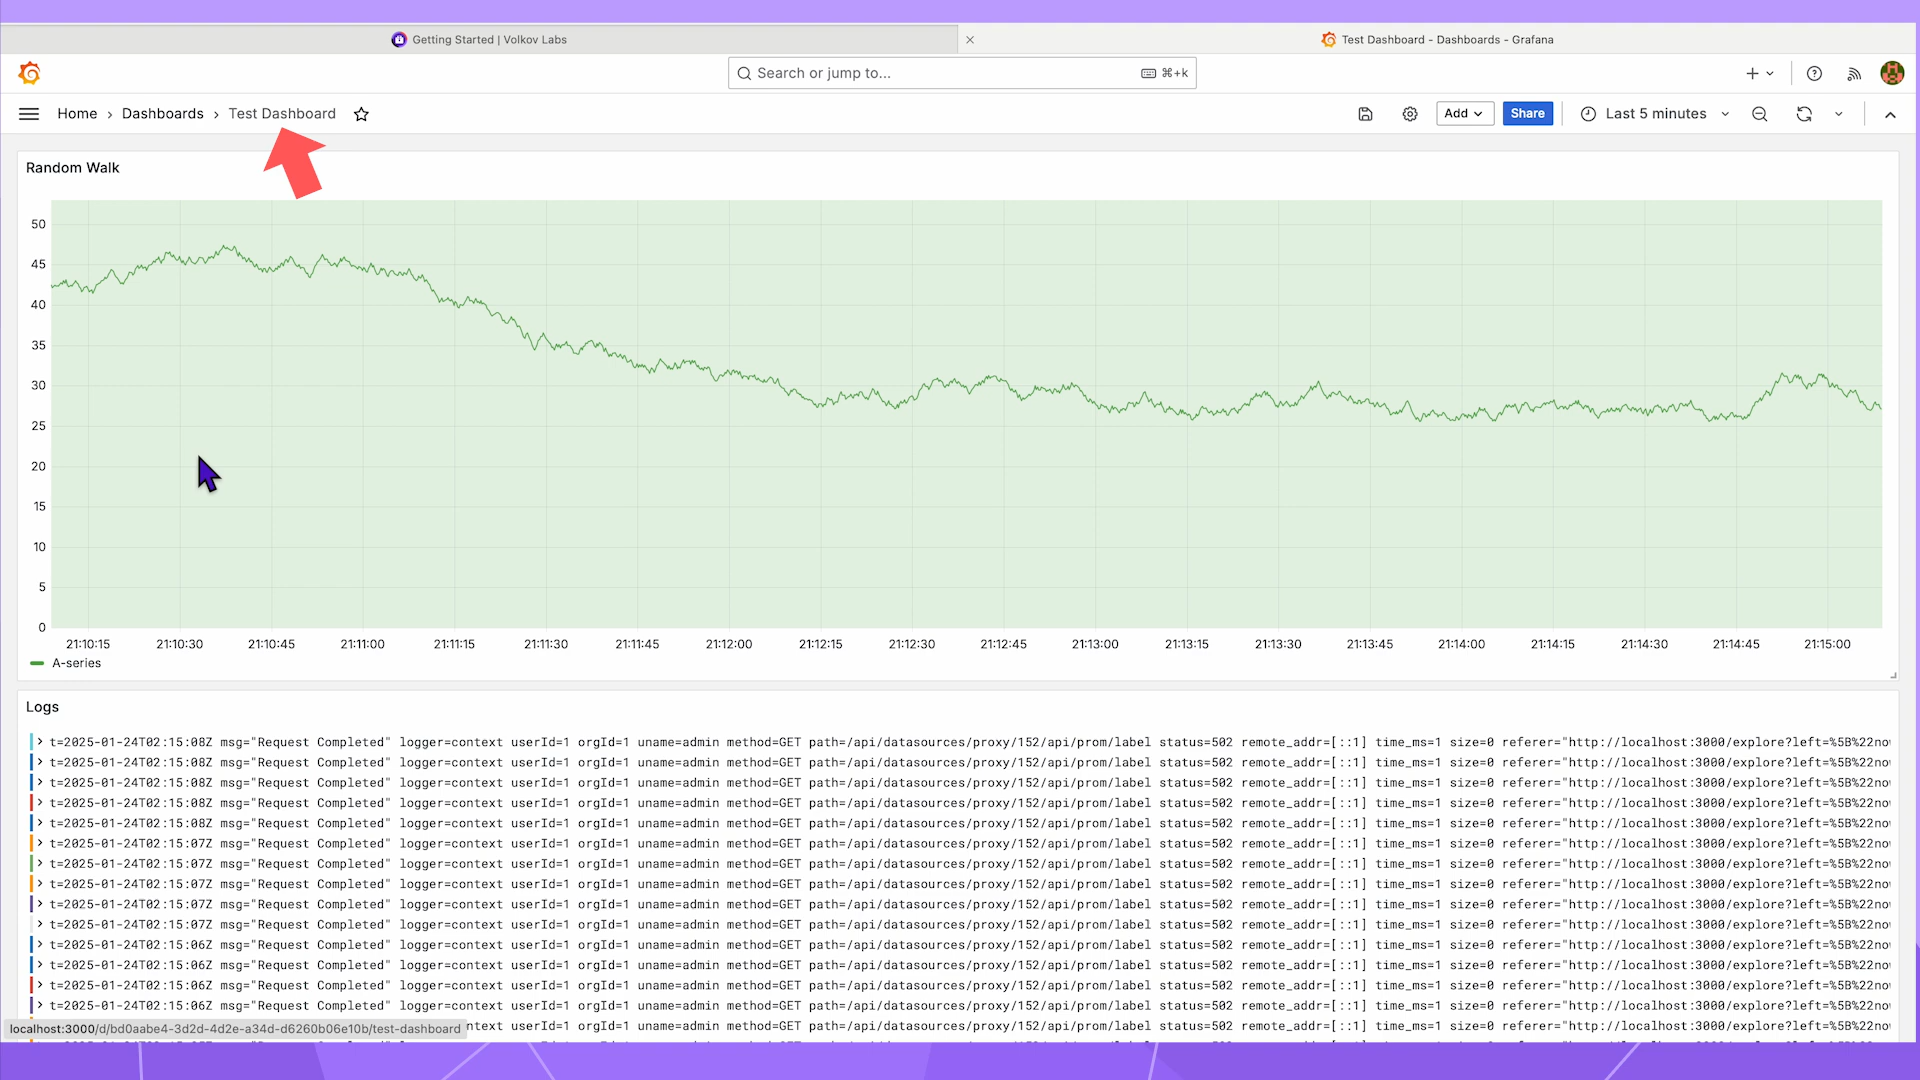 Getting Started | Volkov Labs
Test Dashboard - Dashboards - Grafana
Search or jump to... ⌘+k
Home › Dashboards › Test Dashboard Add Share Last 5 minutes
Random Walk
50
45
40
35
30
25
20
15
10
5
0
21:10:15 21:10:30 21:10:45 21:11:00 21:11:15 21:11:30 21:11:45 21:12:00 21:12:15 21:12:30 21:12:45 21:13:00 21:13:15 21:13:30 21:13:45 21:14:00 21:14:15 21:14:30 21:14:45 21:15:00
A-series
Logs
t=2025-01-24T02:15:08Z msg="Request Completed" logger=context userId=1 orgId=1 uname=admin method=GET path=/api/datasources/proxy/152/api/prom/label status=502 remote_addr=[::1] time_ms=1 size=0 referer="http://localhost:3000/explore?left=%5B%22now
t=2025-01-24T02:15:08Z msg="Request Completed" logger=context userId=1 orgId=1 uname=admin method=GET path=/api/datasources/proxy/152/api/prom/label status=502 remote_addr=[::1] time_ms=1 size=0 referer="http://localhost:3000/explore?left=%5B%22now
t=2025-01-24T02:15:08Z msg="Request Completed" logger=context userId=1 orgId=1 uname=admin method=GET path=/api/datasources/proxy/152/api/prom/label status=502 remote_addr=[::1] time_ms=1 size=0 referer="http://localhost:3000/explore?left=%5B%22now
t=2025-01-24T02:15:08Z msg="Request Completed" logger=context userId=1 orgId=1 uname=admin method=GET path=/api/datasources/proxy/152/api/prom/label status=502 remote_addr=[::1] time_ms=1 size=0 referer="http://localhost:3000/explore?left=%5B%22now
t=2025-01-24T02:15:08Z msg="Request Completed" logger=context userId=1 orgId=1 uname=admin method=GET path=/api/datasources/proxy/152/api/prom/label status=502 remote_addr=[::1] time_ms=1 size=0 referer="http://localhost:3000/explore?left=%5B%22now
t=2025-01-24T02:15:07Z msg="Request Completed" logger=context userId=1 orgId=1 uname=admin method=GET path=/api/datasources/proxy/152/api/prom/label status=502 remote_addr=[::1] time_ms=1 size=0 referer="http://localhost:3000/explore?left=%5B%22now
t=2025-01-24T02:15:07Z msg="Request Completed" logger=context userId=1 orgId=1 uname=admin method=GET path=/api/datasources/proxy/152/api/prom/label status=502 remote_addr=[::1] time_ms=1 size=0 referer="http://localhost:3000/explore?left=%5B%22now
t=2025-01-24T02:15:07Z msg="Request Completed" logger=context userId=1 orgId=1 uname=admin method=GET path=/api/datasources/proxy/152/api/prom/label status=502 remote_addr=[::1] time_ms=1 size=0 referer="http://localhost:3000/explore?left=%5B%22now
t=2025-01-24T02:15:07Z msg="Request Completed" logger=context userId=1 orgId=1 uname=admin method=GET path=/api/datasources/proxy/152/api/prom/label status=502 remote_addr=[::1] time_ms=1 size=0 referer="http://localhost:3000/explore?left=%5B%22now
t=2025-01-24T02:15:07Z msg="Request Completed" logger=context userId=1 orgId=1 uname=admin method=GET path=/api/datasources/proxy/152/api/prom/label status=502 remote_addr=[::1] time_ms=1 size=0 referer="http://localhost:3000/explore?left=%5B%22now
t=2025-01-24T02:15:06Z msg="Request Completed" logger=context userId=1 orgId=1 uname=admin method=GET path=/api/datasources/proxy/152/api/prom/label status=502 remote_addr=[::1] time_ms=1 size=0 referer="http://localhost:3000/explore?left=%5B%22now
t=2025-01-24T02:15:06Z msg="Request Completed" logger=context userId=1 orgId=1 uname=admin method=GET path=/api/datasources/proxy/152/api/prom/label status=502 remote_addr=[::1] time_ms=1 size=0 referer="http://localhost:3000/explore?left=%5B%22now
t=2025-01-24T02:15:06Z msg="Request Completed" logger=context userId=1 orgId=1 uname=admin method=GET path=/api/datasources/proxy/152/api/prom/label status=502 remote_addr=[::1] time_ms=1 size=0 referer="http://localhost:3000/explore?left=%5B%22now
t=2025-01-24T02:15:06Z msg="Request Completed" logger=context userId=1 orgId=1 uname=admin method=GET path=/api/datasources/proxy/152/api/prom/label status=502 remote_addr=[::1] time_ms=1 size=0 referer="http://localhost:3000/explore?left=%5B%22now
localhost:3000/d/bd0aabe4-3d2d-4d2e-a34d-d6260b06e10b/test-dashboard ntext userId=1 orgId=1 uname=admin method=GET path=/api/datasources/proxy/152/api/prom/label status=502 remote_addr=[::1] time_ms=1 size=0 referer="http://localhost:3000/explore?left=%5B%22now